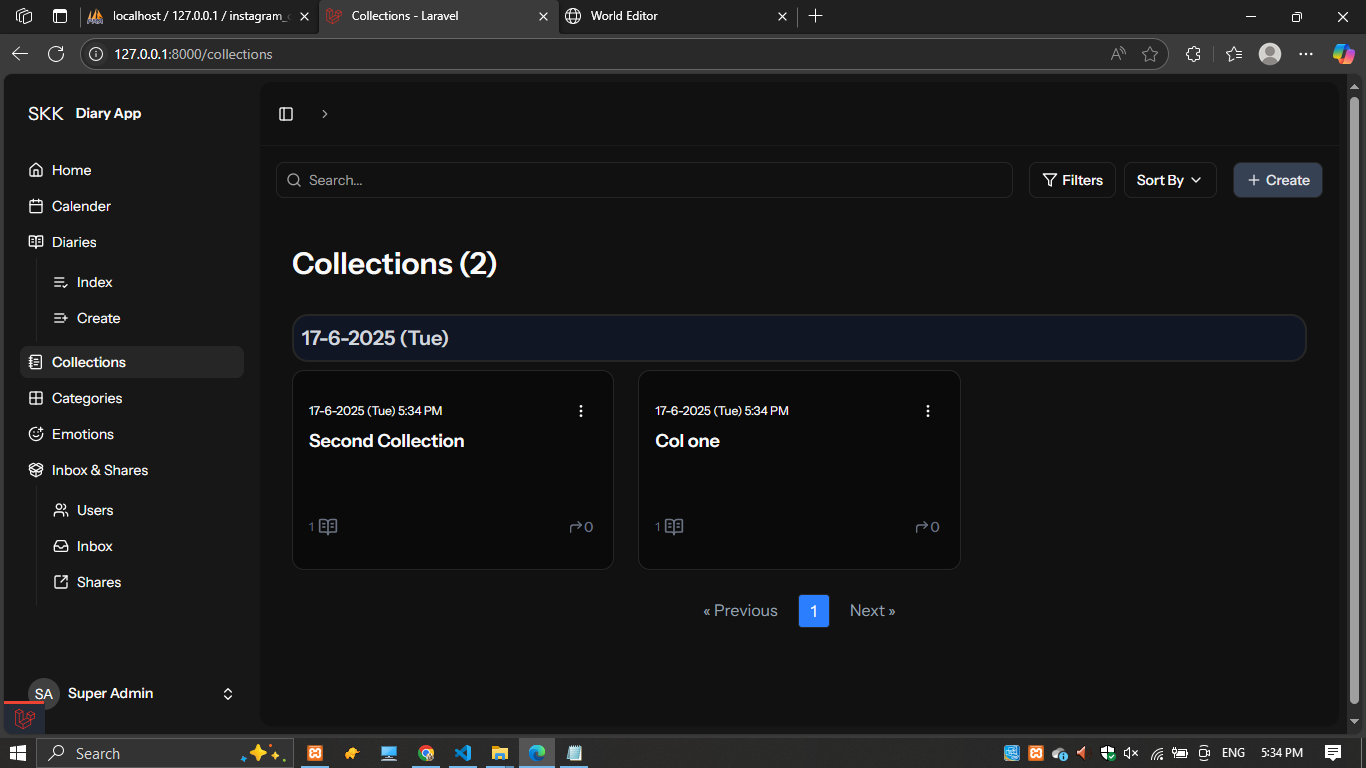 localhost / 127.0.0.1 / instagram_
Collections - Laravel
World Editor
127.0.0.1:8000/collections
SKK Diary App
Home
Calender
Diaries
Index
Create
Collections
Categories
Emotions
Inbox & Shares
Users
Inbox
Shares
SA Super Admin
Search...
Filters
Sort By
+ Create
Collections (2)
17-6-2025 (Tue)
17-6-2025 (Tue) 5:34 PM
Second Collection
1
0
17-6-2025 (Tue) 5:34 PM
Col one
1
0
« Previous 1 Next »
Search
ENG 5:34 PM